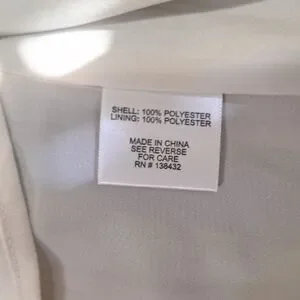 SHELL: 100% POLYESTER
LINING: 100% POLYESTER
MADE IN CHINA
SEE REVERSE
FOR CARE
RN # 138432